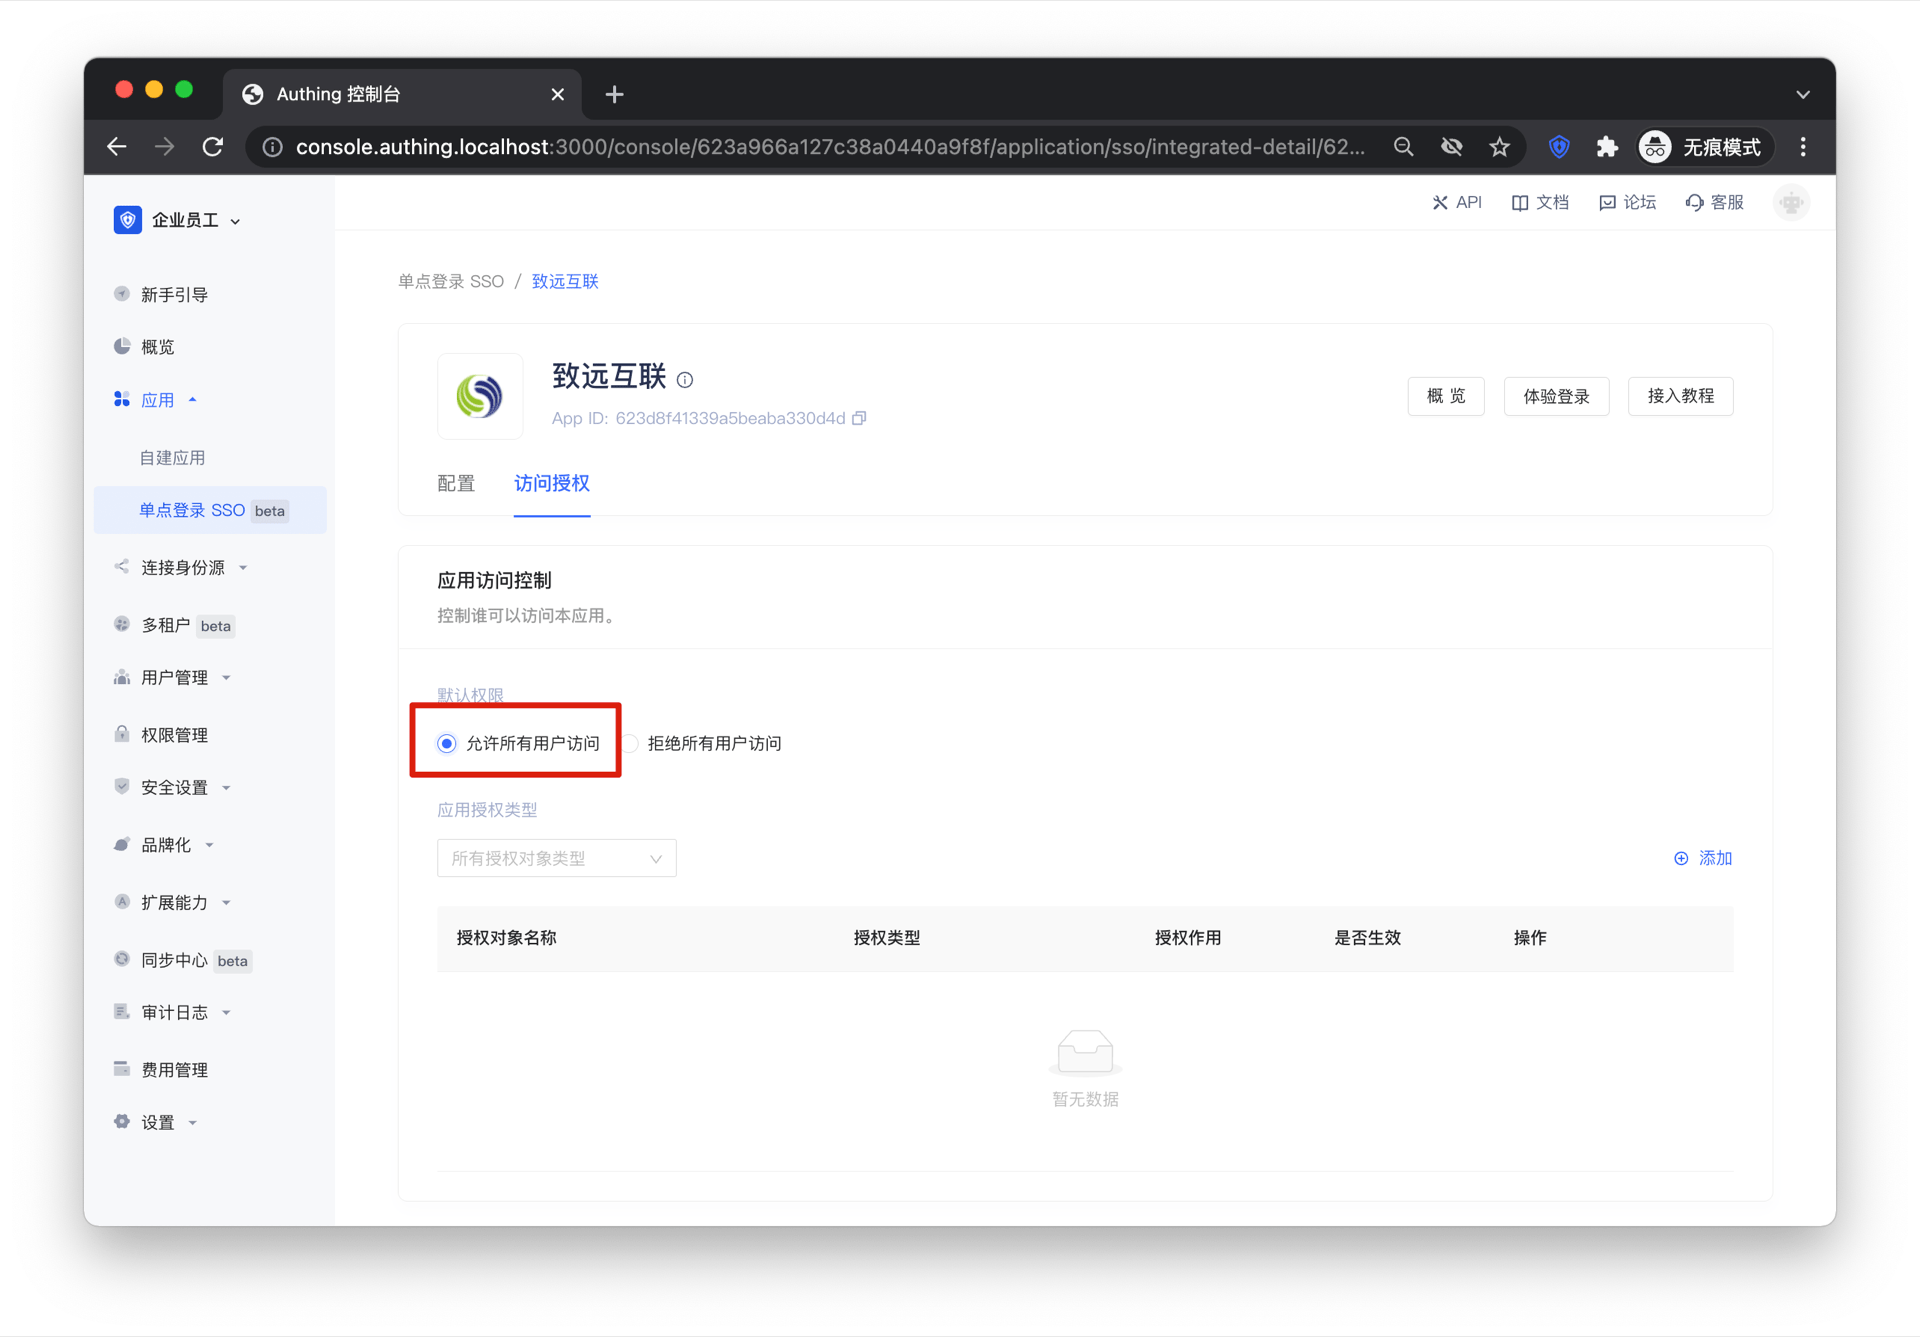 Authing 控制台
console.authing.localhost:3000/console/623a966a127c38a0440a9f8f/application/sso/integrated-detail/62...
无痕模式
企业员工
API
文档
论坛
客服
新手引导
概览
应用
自建应用
单点登录 SSO beta
连接身份源
多租户 beta
用户管理
权限管理
安全设置
品牌化
扩展能力
同步中心 beta
审计日志
费用管理
设置
单点登录 SSO / 致远互联
致远互联
App ID: 623d8f41339a5beaba330d4d
概 览
体验登录
接入教程
配置
访问授权
应用访问控制
控制谁可以访问本应用。
默认权限
允许所有用户访问
拒绝所有用户访问
应用授权类型
所有授权对象类型
添加
授权对象名称 授权类型 授权作用 是否生效 操作
暂无数据